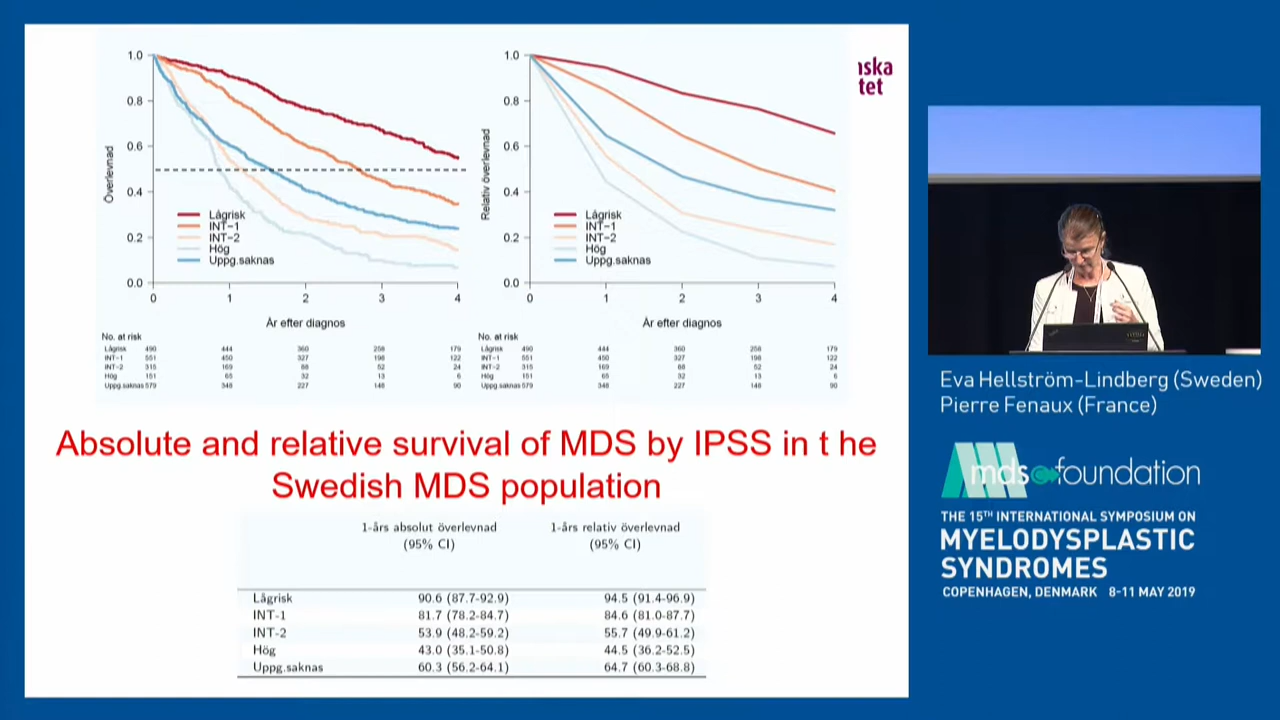 nska
tet
1.0
0.8
0.6
0.4
0.2
0.0
Överlevnad
Lågrisk
INT-1
INT-2
Hög
Uppg.saknas
0 1 2 3 4
År efter diagnos
No. at risk
Lågrisk 490 444 360 258 179
INT-1 551 450 327 198 122
INT-2 315 169 88 52 24
Hög 151 65 32 13 6
Uppg.saknas 579 348 227 148 90
1.0
0.8
0.6
0.4
0.2
0.0
Relativ överlevnad
Lågrisk
INT-1
INT-2
Hög
Uppg.saknas
0 1 2 3 4
År efter diagnos
No. at risk
Lågrisk 490 444 360 258 179
INT-1 551 450 327 198 122
INT-2 315 169 88 52 24
Hög 151 65 32 13 6
Uppg.saknas 579 348 227 148 90
Absolute and relative survival of MDS by IPSS in t he
Swedish MDS population
1-års absolut överlevnad 1-års relativ överlevnad
(95% CI) (95% CI)
Lågrisk 90.6 (87.7-92.9) 94.5 (91.4-96.9)
INT-1 81.7 (78.2-84.7) 84.6 (81.0-87.7)
INT-2 53.9 (48.2-59.2) 55.7 (49.9-61.2)
Hög 43.0 (35.1-50.8) 44.5 (36.2-52.5)
Uppg.saknas 60.3 (56.2-64.1) 64.7 (60.3-68.8)
Eva Hellström-Lindberg (Sweden)
Pierre Fenaux (France)
mds foundation
THE 15TH INTERNATIONAL SYMPOSIUM ON
MYELODYSPLASTIC
SYNDROMES
COPENHAGEN, DENMARK 8-11 MAY 2019